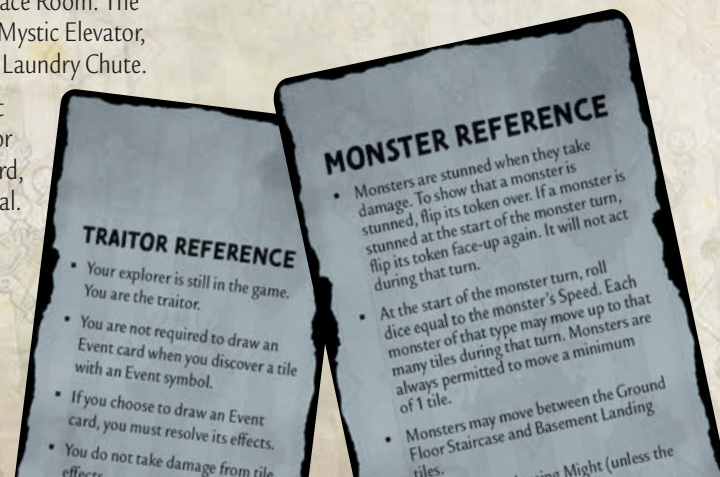 ace Room. The
Mystic Elevator,
Laundry Chute.
t
or
rd,
al.
TRAITOR REFERENCE
▪ Your explorer is still in the game.
You are the traitor.
▪ You are not required to draw an
Event card when you discover a tile
with an Event symbol.
▪ If you choose to draw an Event
card, you must resolve its effects.
▪ You do not take damage from tile
effects
MONSTER REFERENCE
▪ Monsters are stunned when they take
damage. To show that a monster is
stunned, flip its token over. If a monster is
stunned at the start of the monster turn,
flip its token face-up again. It will not act
during that turn.
▪ At the start of the monster turn, roll
dice equal to the monster's Speed. Each
monster of that type may move up to that
many tiles during that turn. Monsters are
always permitted to move a minimum
of 1 tile.
▪ Monsters may move between the Ground
Floor Staircase and Basement Landing
tiles.
Might (unless the